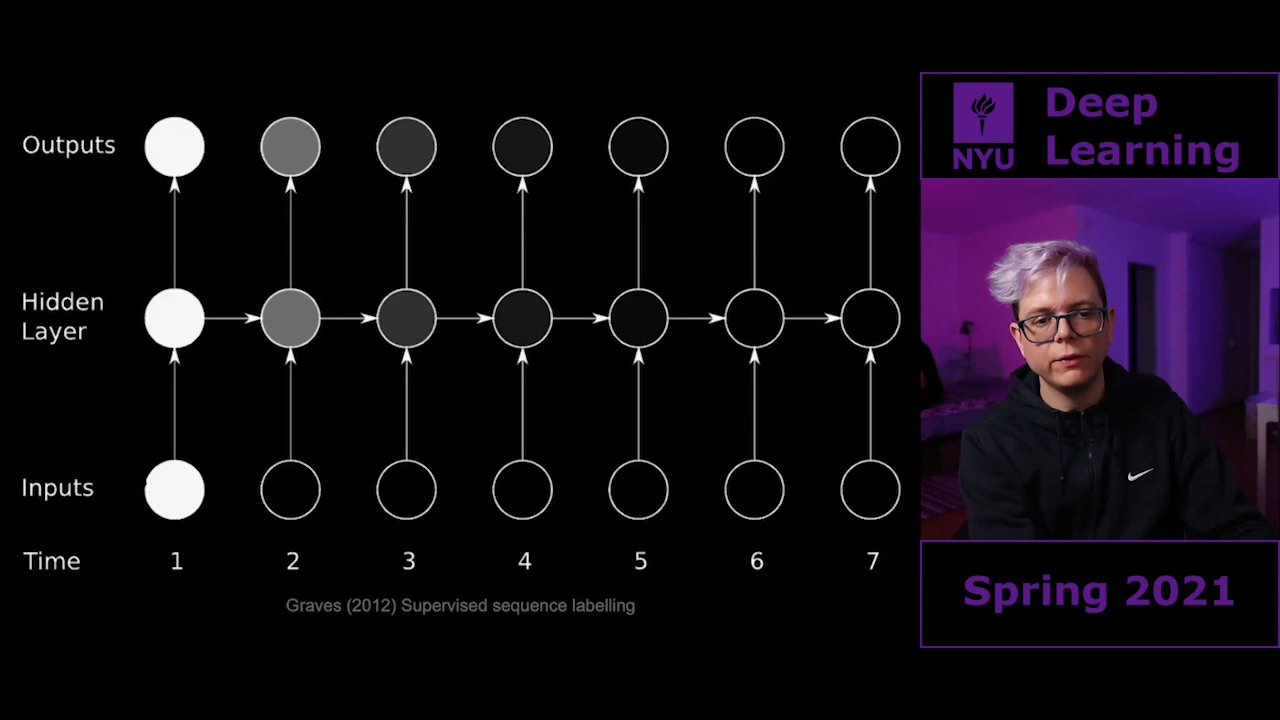 Outputs
Hidden
Layer
Inputs
Time 1 2 3 4 5 6 7
Graves (2012) Supervised sequence labelling
NYU
Deep
Learning
Spring 2021